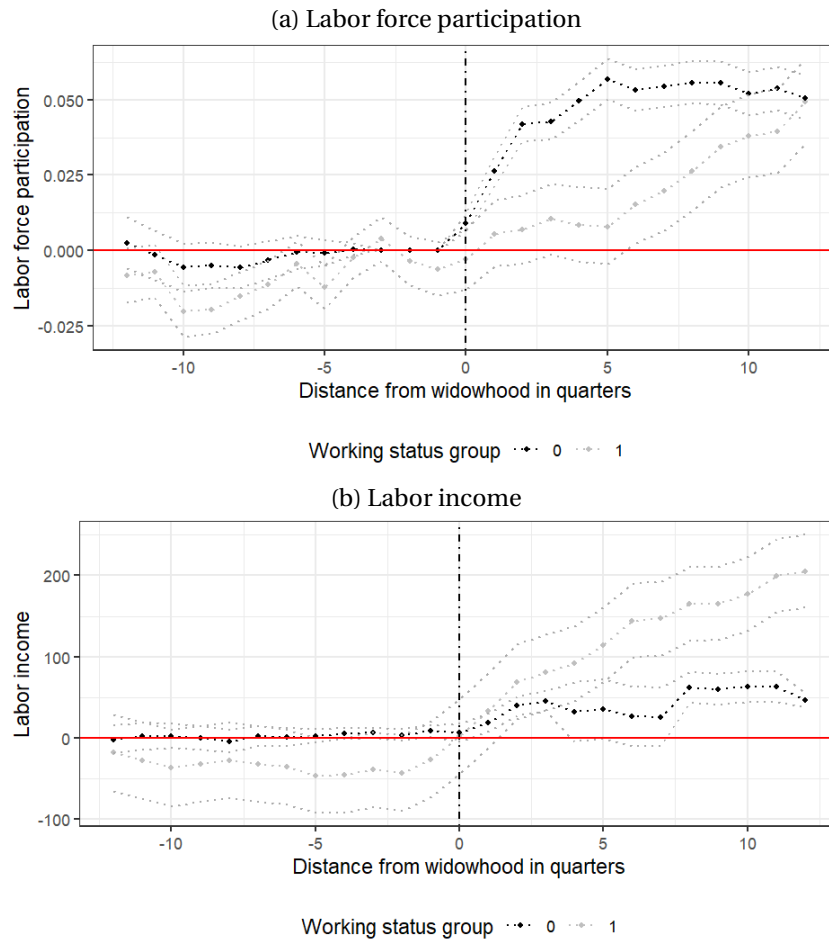 (a) Labor force participation
Labor force participation
0.050
0.025
0.000
-0.025
-10 -5 0 5 10
Distance from widowhood in quarters
Working status group 0 1
(b) Labor income
Labor income
200
100
0
-100
-10 -5 0 5 10
Distance from widowhood in quarters
Working status group 0 1